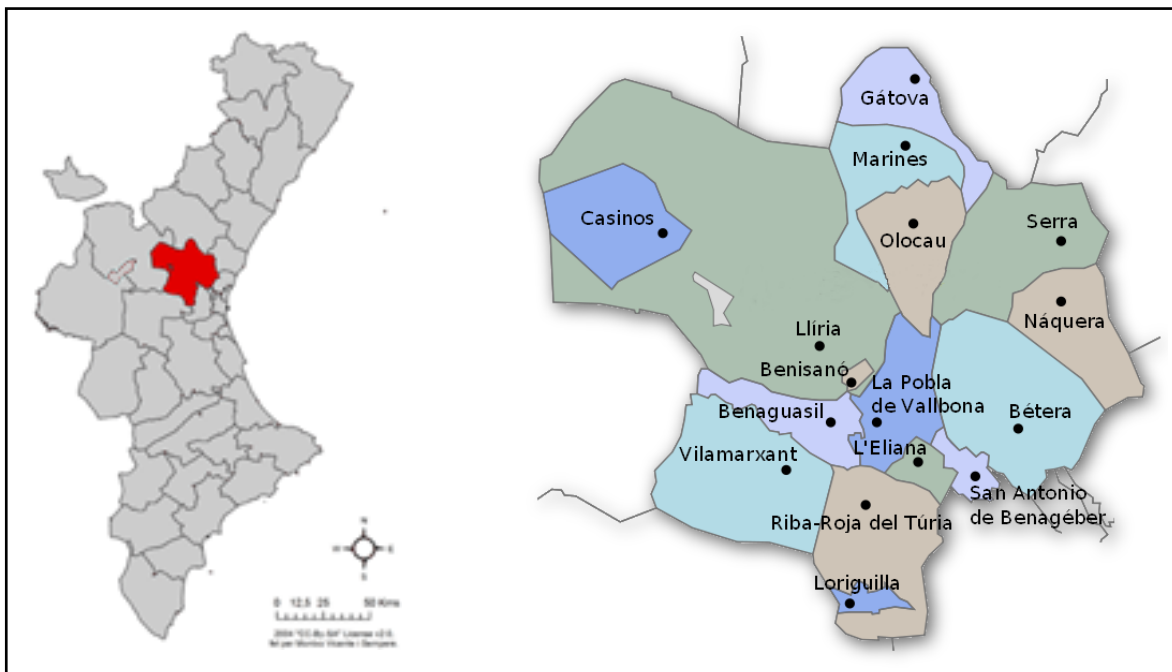 N
E
S
0 12,5 25 50 Kms
2004 "CC-By-SA" License v2.0,
Gátova
Marines
Casinos
Olocau
Serra
Náquera
Llíria
Benisanó
La Pobla
de Vallbona
Benaguasil
Bétera
L'Eliana
Vilamarxant
San Antonio
de Benagéber
Riba-Roja del Túria
Loriguilla